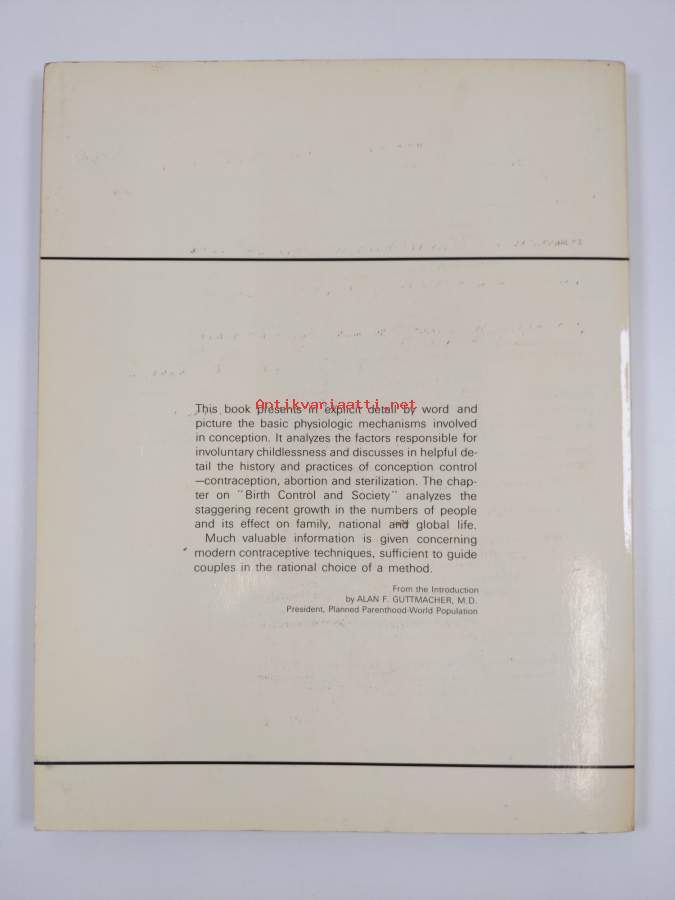 Antikvariaatti.net
This book presents in explicit detail by word and
picture the basic physiologic mechanisms involved
in conception. It analyzes the factors responsible for
involuntary childlessness and discusses in helpful de-
tail the history and practices of conception control
—contraception, abortion and sterilization. The chap-
ter on "Birth Control and Society" analyzes the
staggering recent growth in the numbers of people
and its effect on family, national and global life.
Much valuable information is given concerning
modern contraceptive techniques, sufficient to guide
couples in the rational choice of a method.
From the Introduction
by ALAN F. GUTTMACHER, M.D.
President, Planned Parenthood-World Population